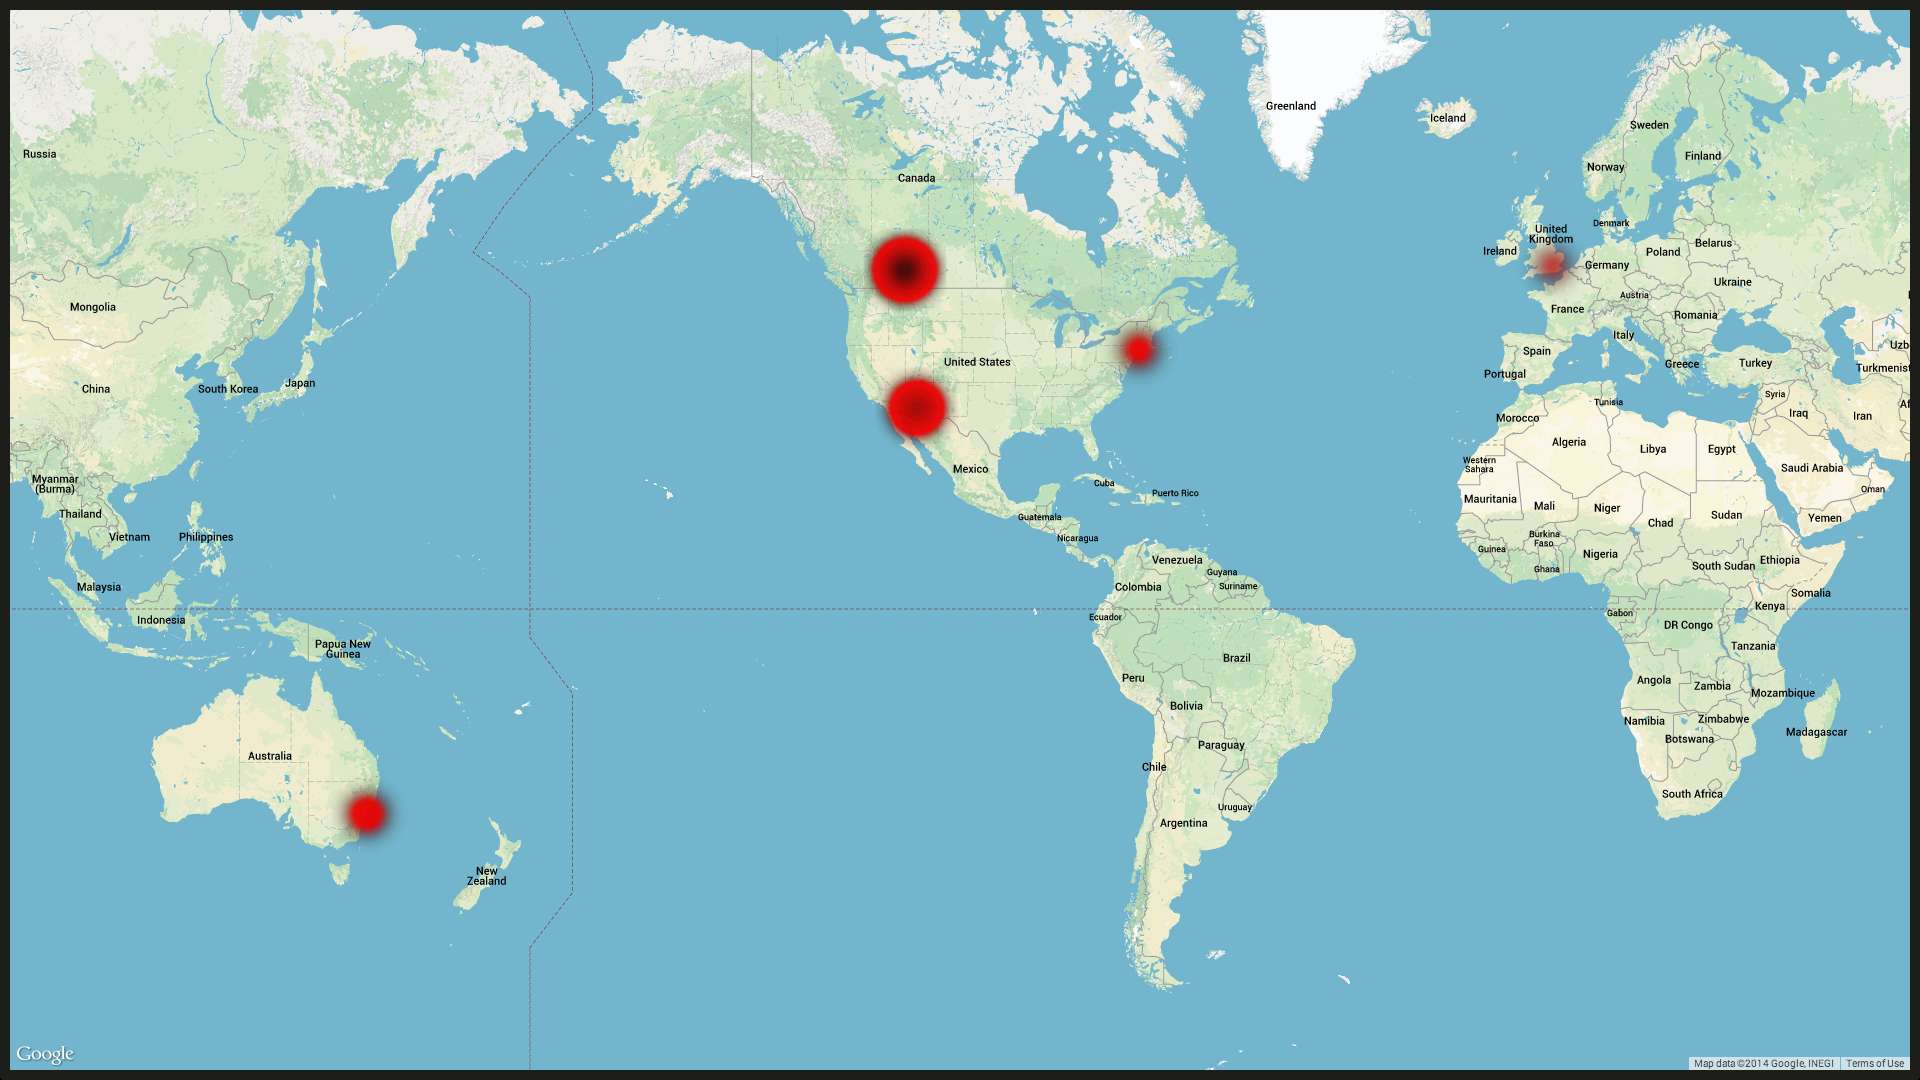 Greenland
Iceland
Sweden
Russia
Finland
Norway
Canada
Denmark
United
Kingdom
Ireland
Belarus
Poland
Germany
Ukraine
Austria
Mongolia
France
Romania
Italy
Uzb
Spain
United States
Greece
Turkey
Turkmenist
Portugal
China
South Korea
Japan
Syria
Tunisia
Af
Iraq
Iran
Morocco
Algeria
Libya
Egypt
Western
Sahara
Saudi Arabia
Mexico
Myanmar
(Burma)
Cuba
Puerto Rico
Oman
Mauritania
Mali
Niger
Thailand
Guatemala
Chad
Sudan
Yemen
Vietnam
Philippines
Nicaragua
Burkina
Faso
Guinea
Nigeria
Venezuela
Ethiopia
South Sudan
Ghana
Guyana
Malaysia
Colombia
Suriname
Somalia
Kenya
Indonesia
Ecuador
Gabon
DR Congo
Papua New
Guinea
Tanzania
Brazil
Peru
Angola
Zambia
Mozambique
Bolivia
Namibia
Zimbabwe
Madagascar
Botswana
Paraguay
Australia
Chile
South Africa
Uruguay
Argentina
New
Zealand
Google
Map data ©2014 Google, INEGI
Terms of Use